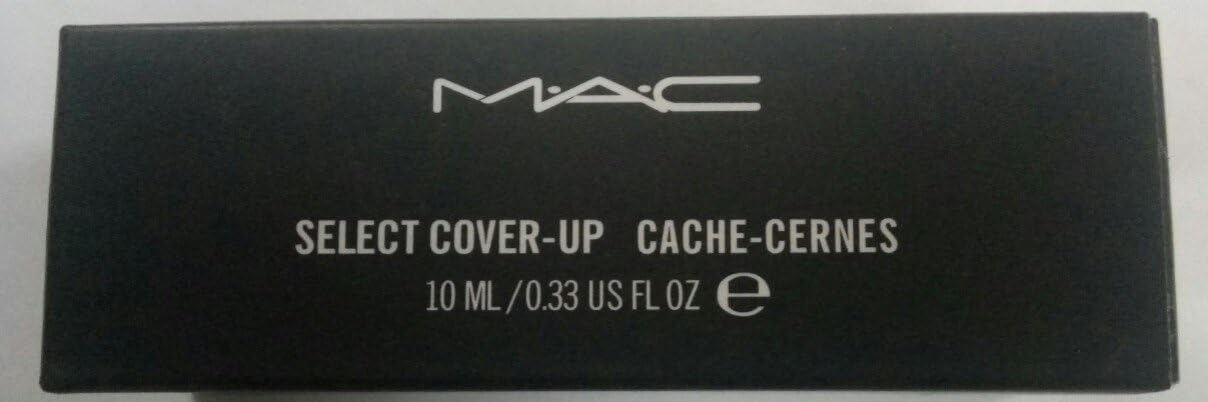 M·A·C
SELECT COVER-UP CACHE-CERNES
10 ML/0.33 US FL OZ ℮